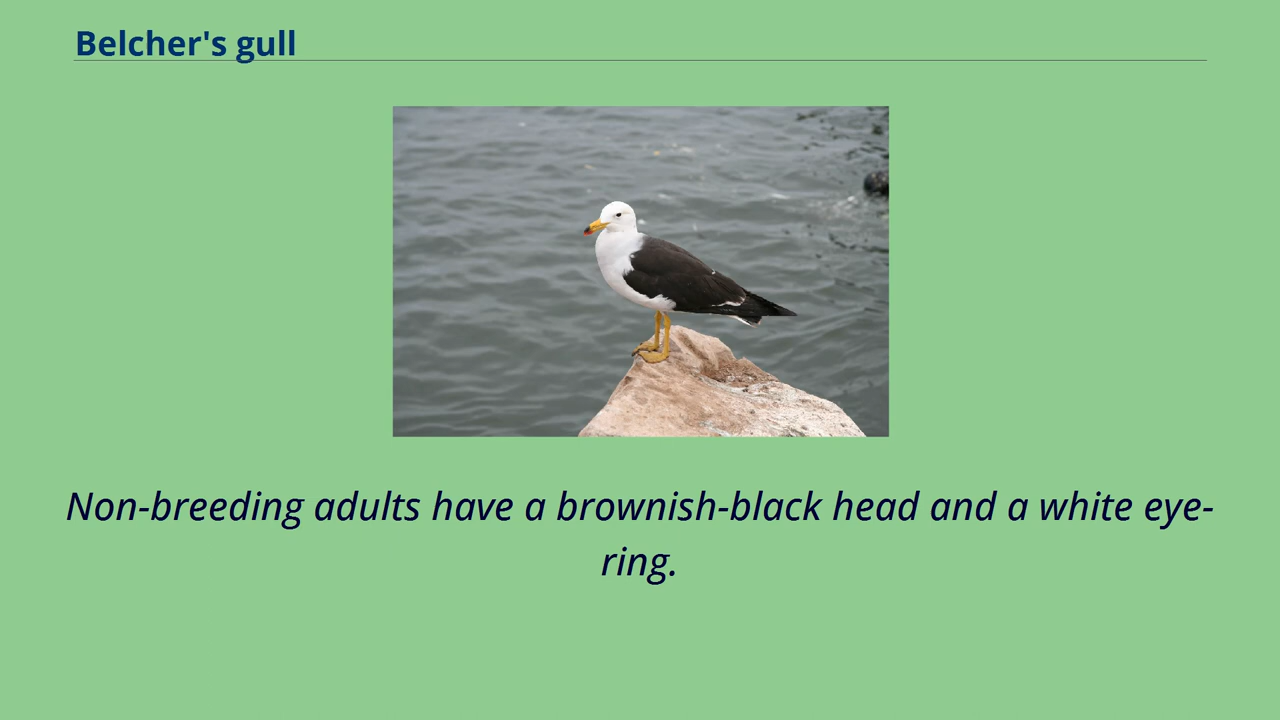 Belcher's gull
Non-breeding adults have a brownish-black head and a white eye-
ring.